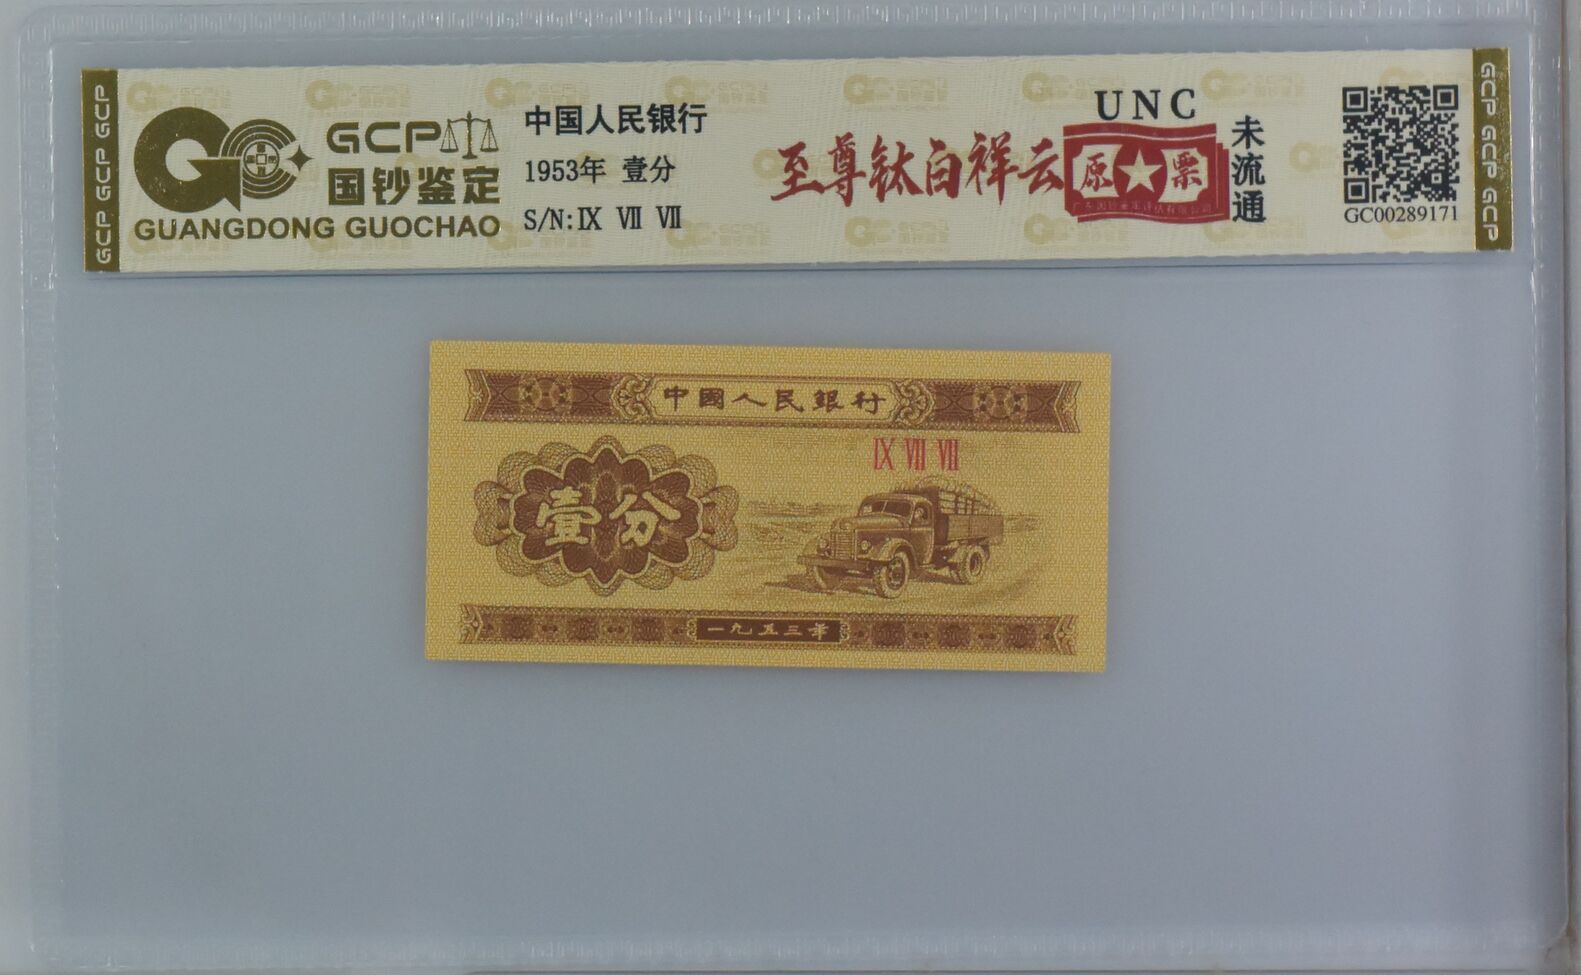 GCP GCP GCP GCP
GCP
国钞鉴定
GUANGDONG GUOCHAO
中国人民银行
1953年 壹分
S/N:Ⅸ Ⅶ Ⅶ
至尊钛白祥云
UNC
原★票
未流通
GC00289171
GCP GCP GCP GCP
中國人民銀行
Ⅸ Ⅶ Ⅶ
壹分
一九五三年